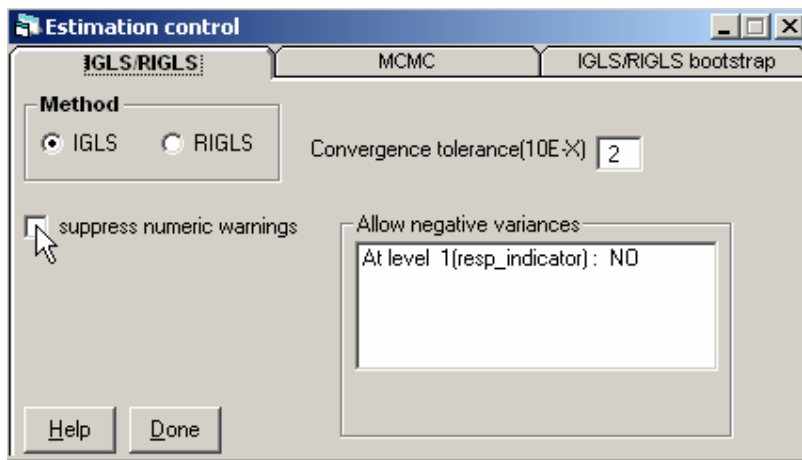 Estimation control
IGLS/RIGLS
MCMC
IGLS/RIGLS bootstrap
Method
IGLS
RIGLS
Convergence tolerance(10E-X)
2
suppress numeric warnings
Allow negative variances
At level 1(resp_indicator) : NO
Help
Done